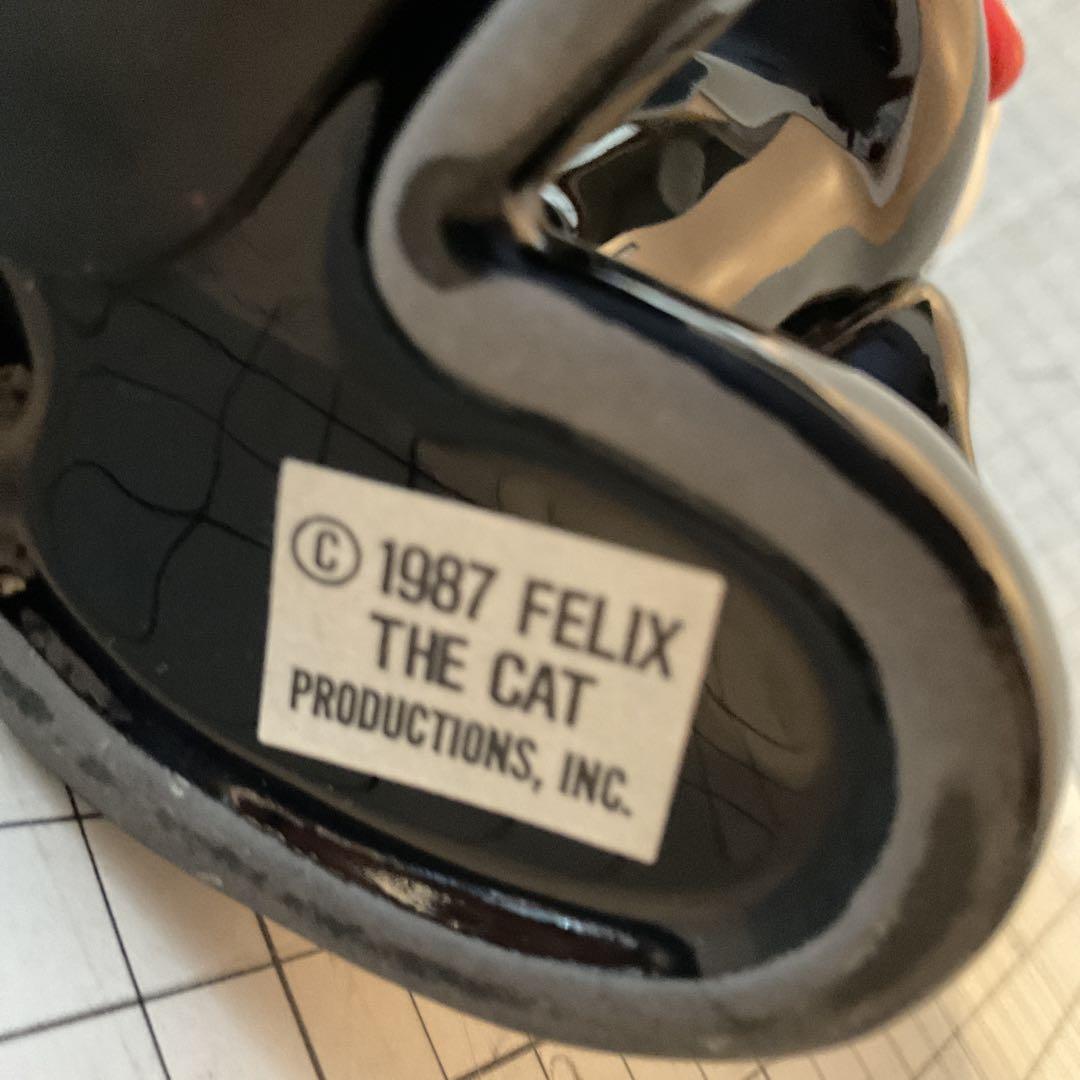 © 1987 FELIX
THE CAT
PRODUCTIONS, INC.